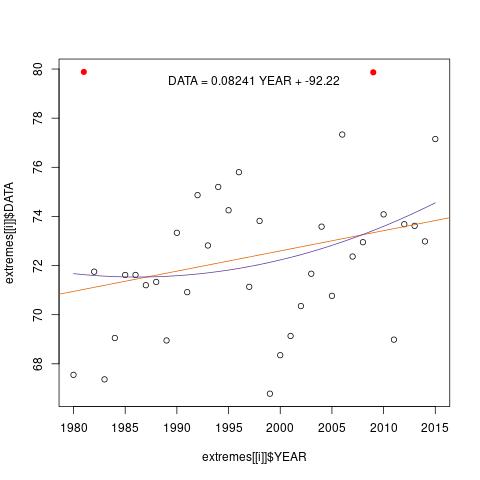 DATA = 0.08241 YEAR + -92.22
80
78
76
74
72
70
68
extremes[[i]]$DATA
1980 1985 1990 1995 2000 2005 2010 2015
extremes[[i]]$YEAR